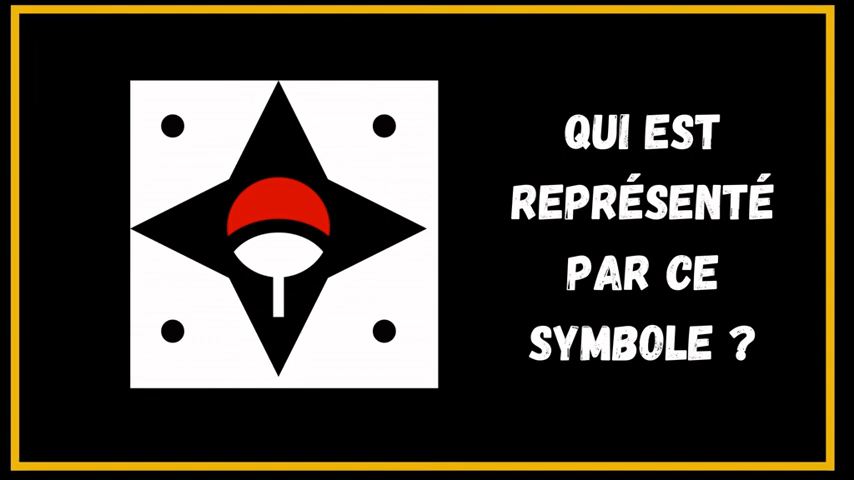 QUI EST
REPRÉSENTÉ
PAR CE
SYMBOLE ?